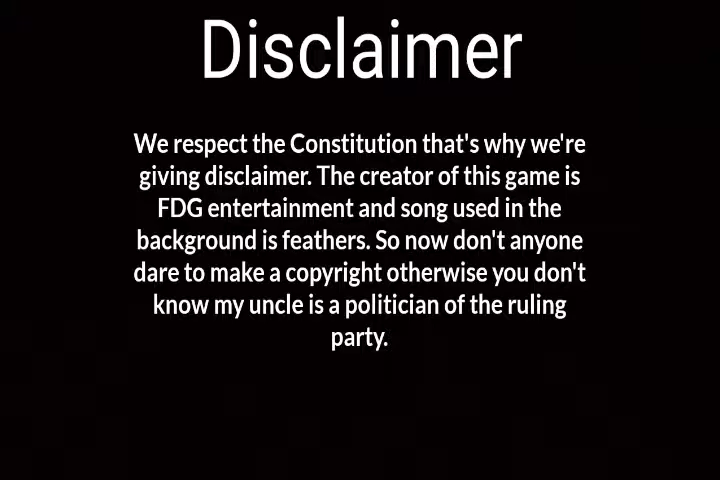 Disclaimer
We respect the Constitution that's why we're
giving disclaimer. The creator of this game is
FDG entertainment and song used in the
background is feathers. So now don't anyone
dare to make a copyright otherwise you don't
know my uncle is a politician of the ruling
party.